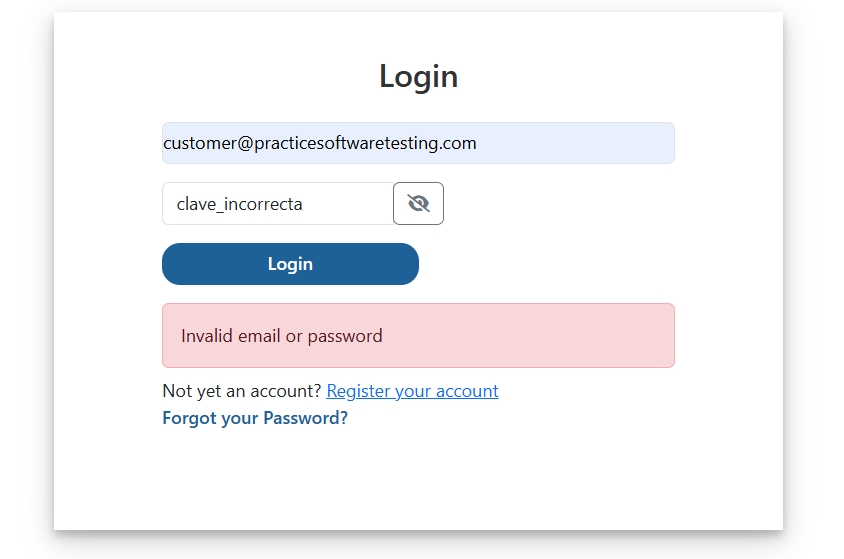 Login
customer@practicesoftwaretesting.com
clave_incorrecta
Login
Invalid email or password
Not yet an account? Register your account
Forgot your Password?